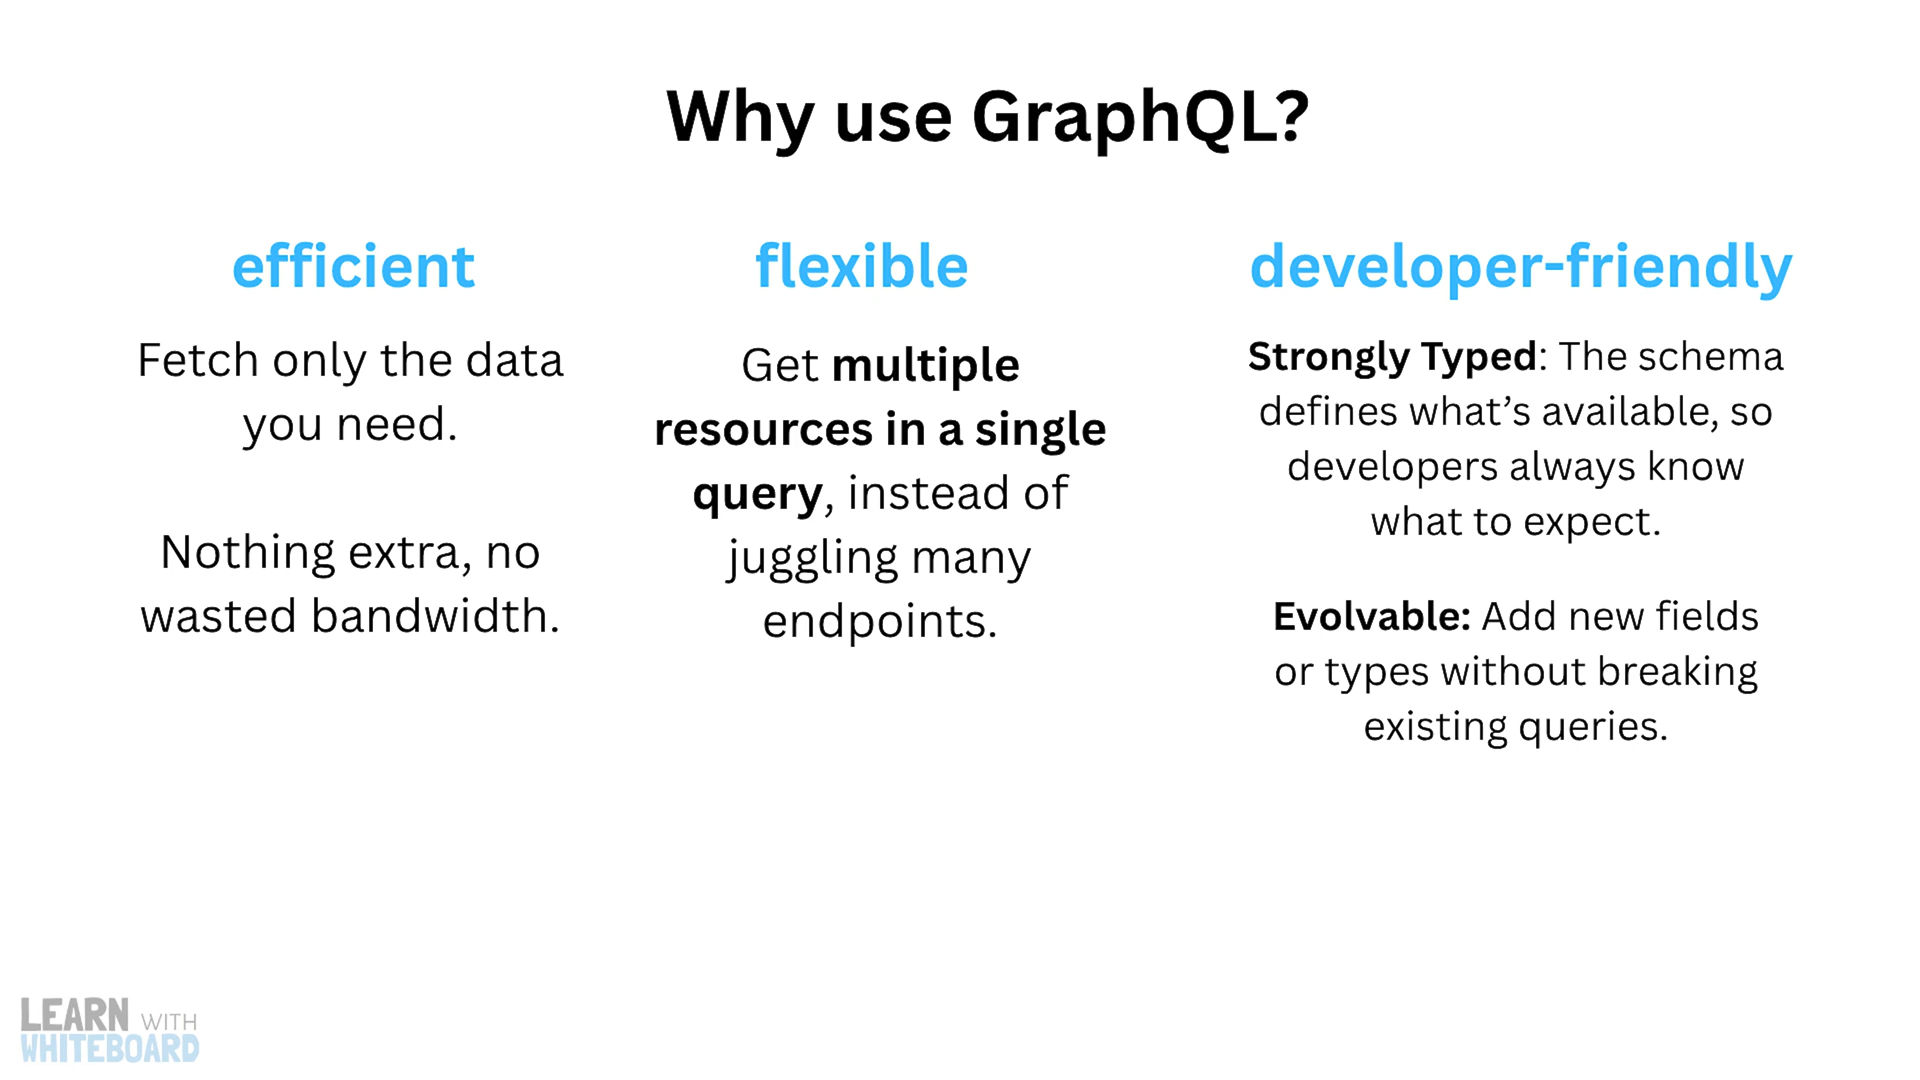 Why use GraphQL?
efficient
Fetch only the data
you need.
Nothing extra, no
wasted bandwidth.
flexible
Get multiple
resources in a single
query, instead of
juggling many
endpoints.
developer-friendly
Strongly Typed: The schema
defines what’s available, so
developers always know
what to expect.
Evolvable: Add new fields
or types without breaking
existing queries.
LEARN WITH
WHITEBOARD